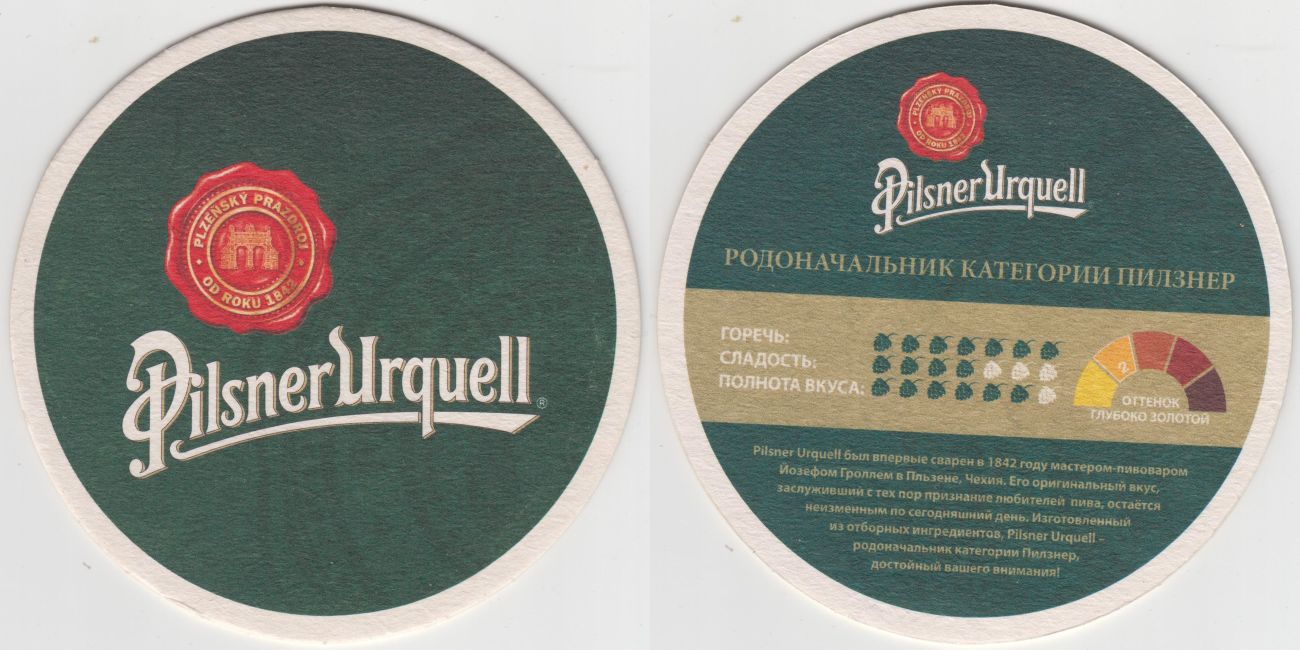 PLZEŇSKÝ PRAZDROJ
OD ROKU 1842
Pilsner Urquell
®
PLZEŇSKÝ PRAZDROJ
OD ROKU 1842
Pilsner Urquell
РОДОНАЧАЛЬНИК КАТЕГОРИИ ПИЛЗНЕР
ГОРЕЧЬ:
СЛАДОСТЬ:
ПОЛНОТА ВКУСА:
2
ОТТЕНОК
ГЛУБОКО ЗОЛОТОЙ
Pilsner Urquell был впервые сварен в 1842 году мастером-пивоваром
Йозефом Гроллем в Пльзене, Чехия. Его оригинальный вкус,
заслуживший с тех пор признание любителей пива, остаётся
неизменным по сегодняшний день. Изготовленный
из отборных ингредиентов, Pilsner Urquell –
родоначальник категории Пилзнер,
достойный вашего внимания!